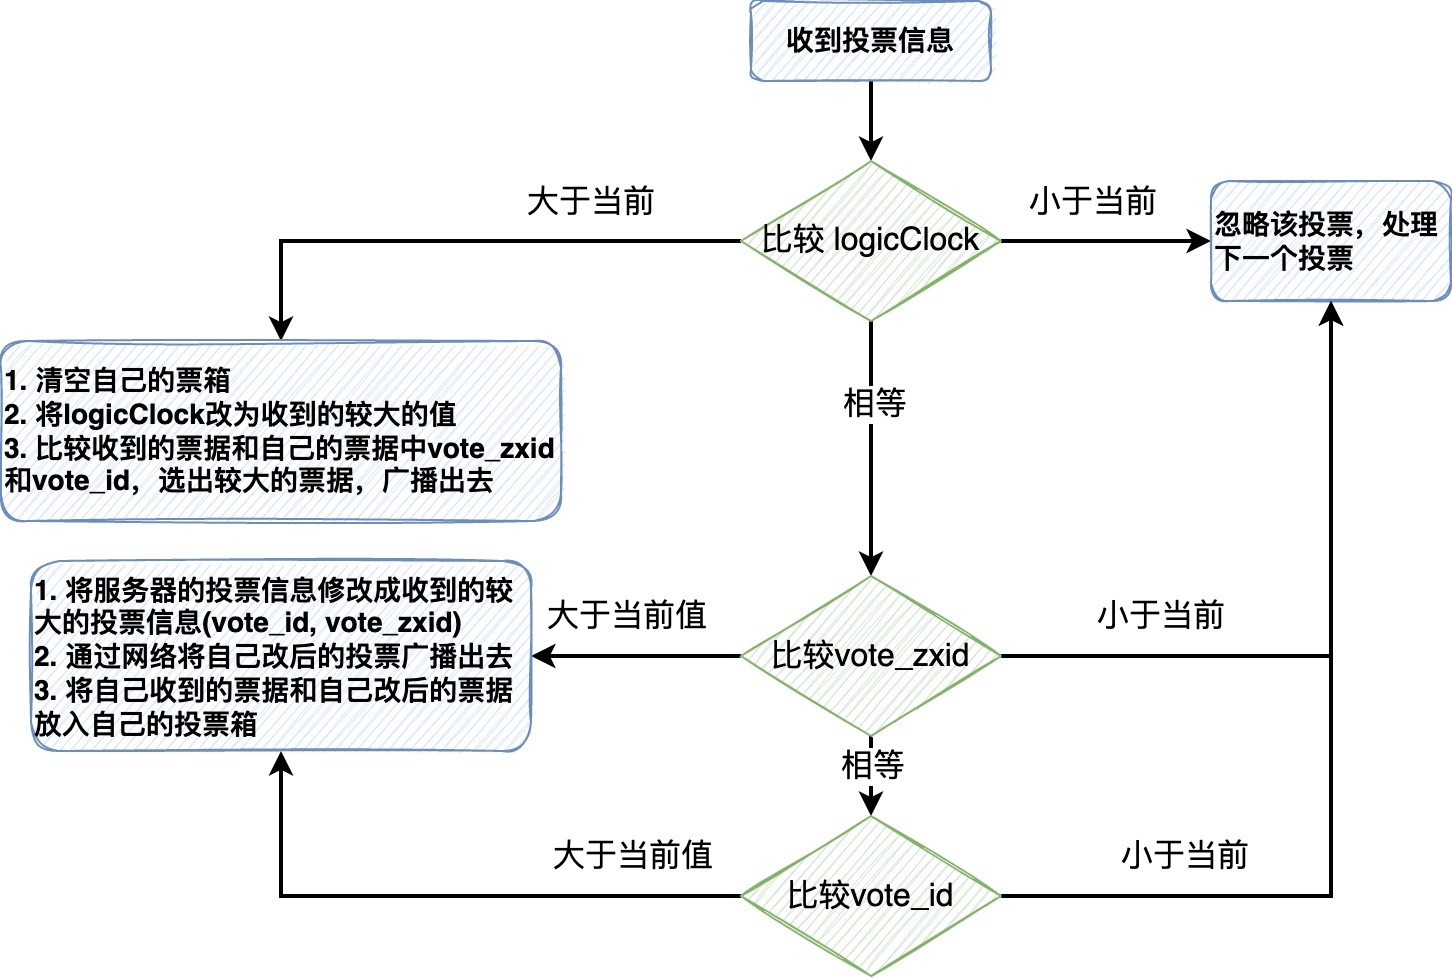 收到投票信息
大于当前
比较 logicClock
小于当前
忽略该投票，处理
下一个投票
1. 清空自己的票箱
2. 将logicClock改为收到的较大的值
3. 比较收到的票据和自己的票据中vote_zxid
和vote_id，选出较大的票据，广播出去
相等
1. 将服务器的投票信息修改成收到的较
大的投票信息(vote_id, vote_zxid)
2. 通过网络将自己改后的投票广播出去
3. 将自己收到的票据和自己改后的票据
放入自己的投票箱
大于当前值
比较vote_zxid
小于当前
相等
大于当前值
比较vote_id
小于当前